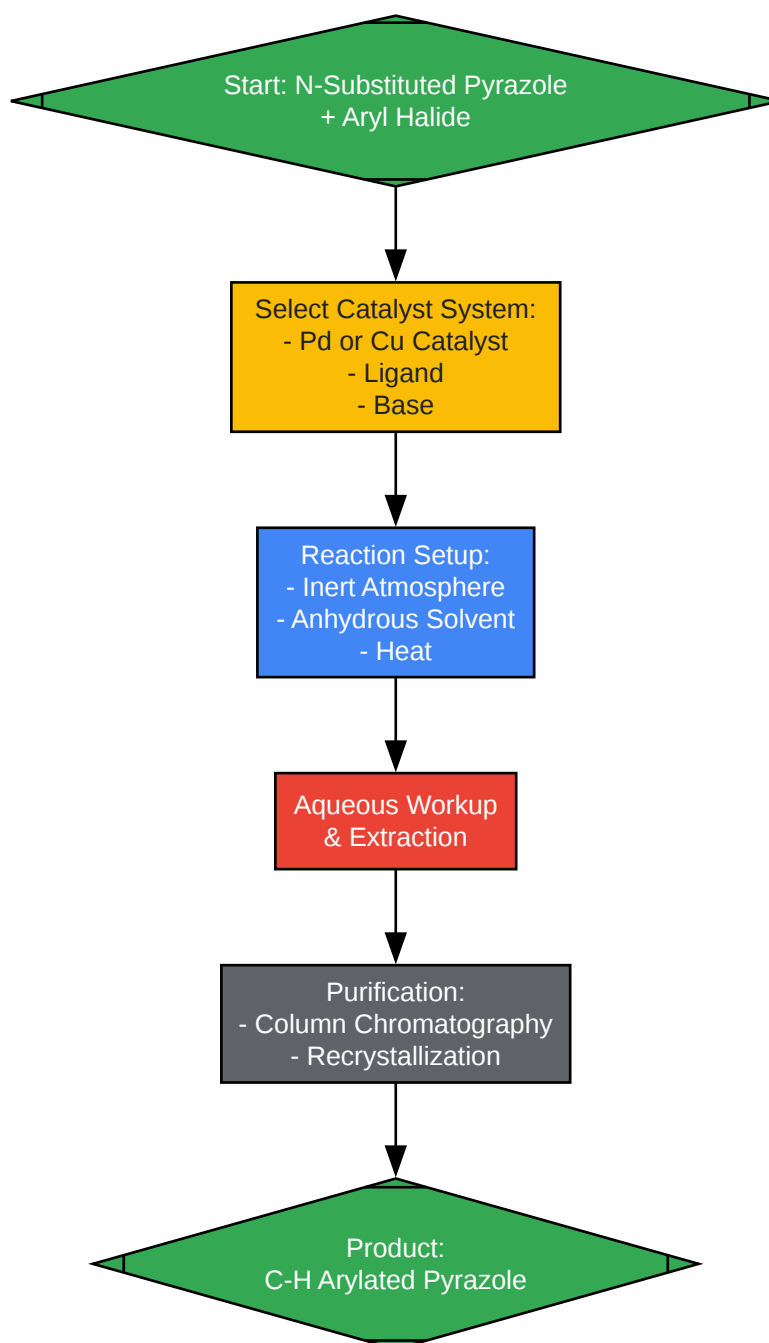 Start: N-Substituted Pyrazole
+ Aryl Halide
Select Catalyst System:
- Pd or Cu Catalyst
- Ligand
- Base
Reaction Setup:
- Inert Atmosphere
- Anhydrous Solvent
- Heat
Aqueous Workup
& Extraction
Purification:
- Column Chromatography
- Recrystallization
Product:
C-H Arylated Pyrazole